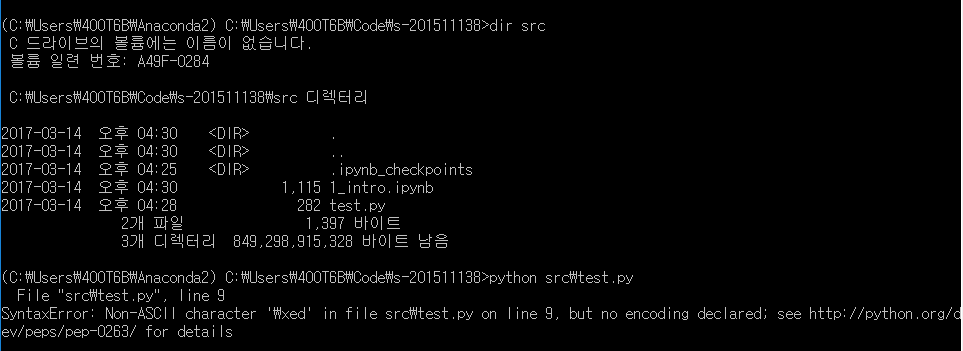 (C:₩Users₩400T6B₩Anaconda2) C:₩Users₩400T6B₩Code₩s-201511138>dir src
 C 드라이브의 볼륨에는 이름이 없습니다.
 볼륨 일련 번호: A49F-0284
 C:₩Users₩400T6B₩Code₩s-201511138₩src 디렉터리
2017-03-14  오후 04:30    <DIR>          .
2017-03-14  오후 04:30    <DIR>          ..
2017-03-14  오후 04:25    <DIR>          .ipynb_checkpoints
2017-03-14  오후 04:30             1,115 1_intro.ipynb
2017-03-14  오후 04:28               282 test.py
               2개 파일               1,397 바이트
               3개 디렉터리  849,298,915,328 바이트 남음
(C:₩Users₩400T6B₩Anaconda2) C:₩Users₩400T6B₩Code₩s-201511138>python src₩test.py
  File "src₩test.py", line 9
SyntaxError: Non-ASCII character '₩xed' in file src₩test.py on line 9, but no encoding declared; see http://python.org/d
ev/peps/pep-0263/ for details